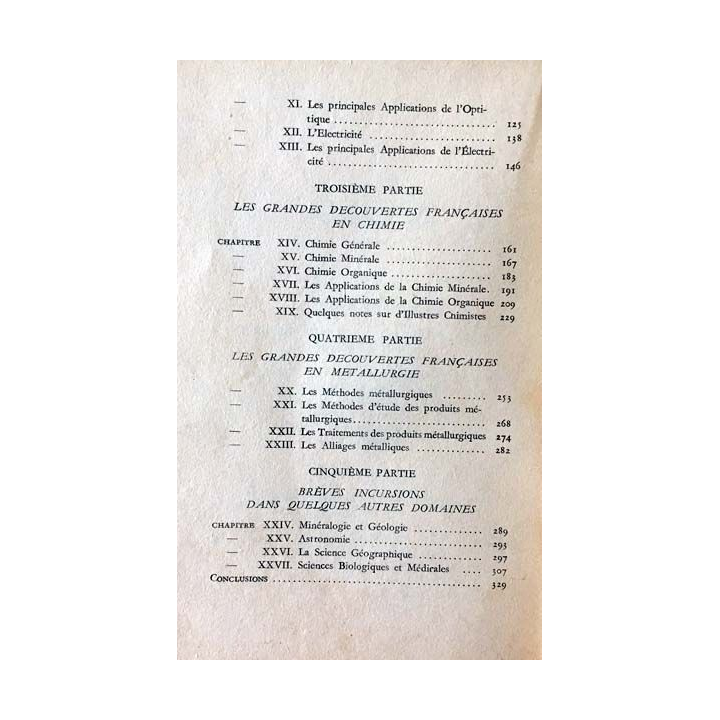 — XI. Les principales Applications de l'Opti-
tique ................................ 125
— XII. L'Electricité ........................ 138
— XIII. Les principales Applications de l'Électri-
cité ................................. 146
TROISIÈME PARTIE
LES GRANDES DECOUVERTES FRANÇAISES
EN CHIMIE
CHAPITRE XIV. Chimie Générale .................... 161
— XV. Chimie Minérale .................... 167
— XVI. Chimie Organique ................... 183
— XVII. Les Applications de la Chimie Minérale. 191
— XVIII. Les Applications de la Chimie Organique 209
— XIX. Quelques notes sur d'Illustres Chimistes 229
QUATRIEME PARTIE
LES GRANDES DECOUVERTES FRANÇAISES
EN METALLURGIE
— XX. Les Méthodes métallurgiques ......... 253
— XXI. Les Méthodes d'étude des produits mé-
tallurgiques.......................... 268
— XXII. Les Traitements des produits métallurgiques 274
— XXIII. Les Alliages métalliques ............. 282
CINQUIÈME PARTIE
BRÈVES INCURSIONS
DANS QUELQUES AUTRES DOMAINES
CHAPITRE XXIV. Minéralogie et Géologie .............. 289
— XXV. Astronomie ......................... 293
— XXVI. La Science Géographique ............. 297
— XXVII. Sciences Biologiques et Médirales .... 307
CONCLUSIONS ........................................ 329